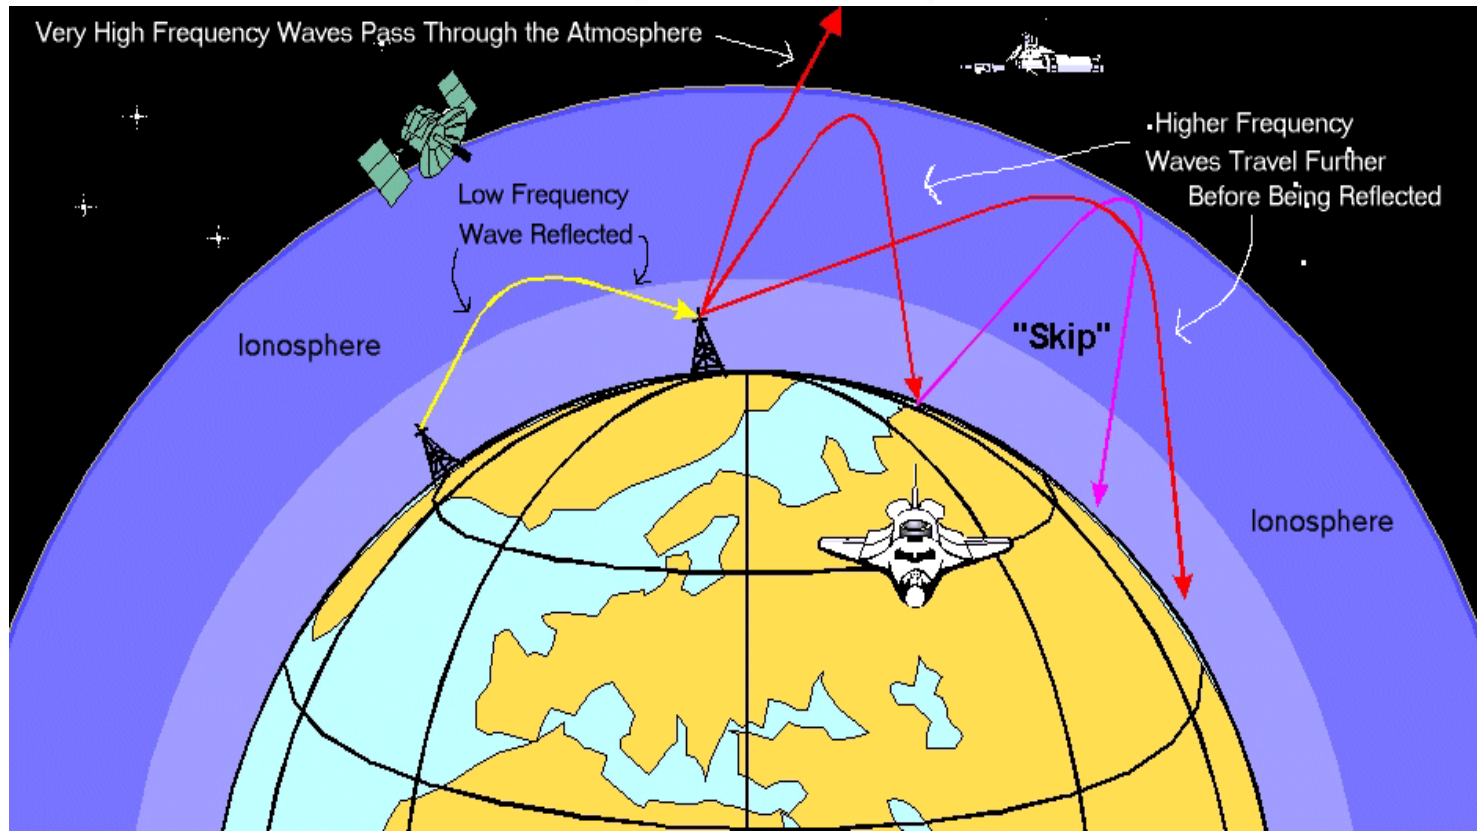 Very High Frequency Waves Pass Through the Atmosphere
Higher Frequency
Waves Travel Further
Before Being Reflected
Low Frequency
Wave Reflected
Ionosphere
"Skip"
Ionosphere